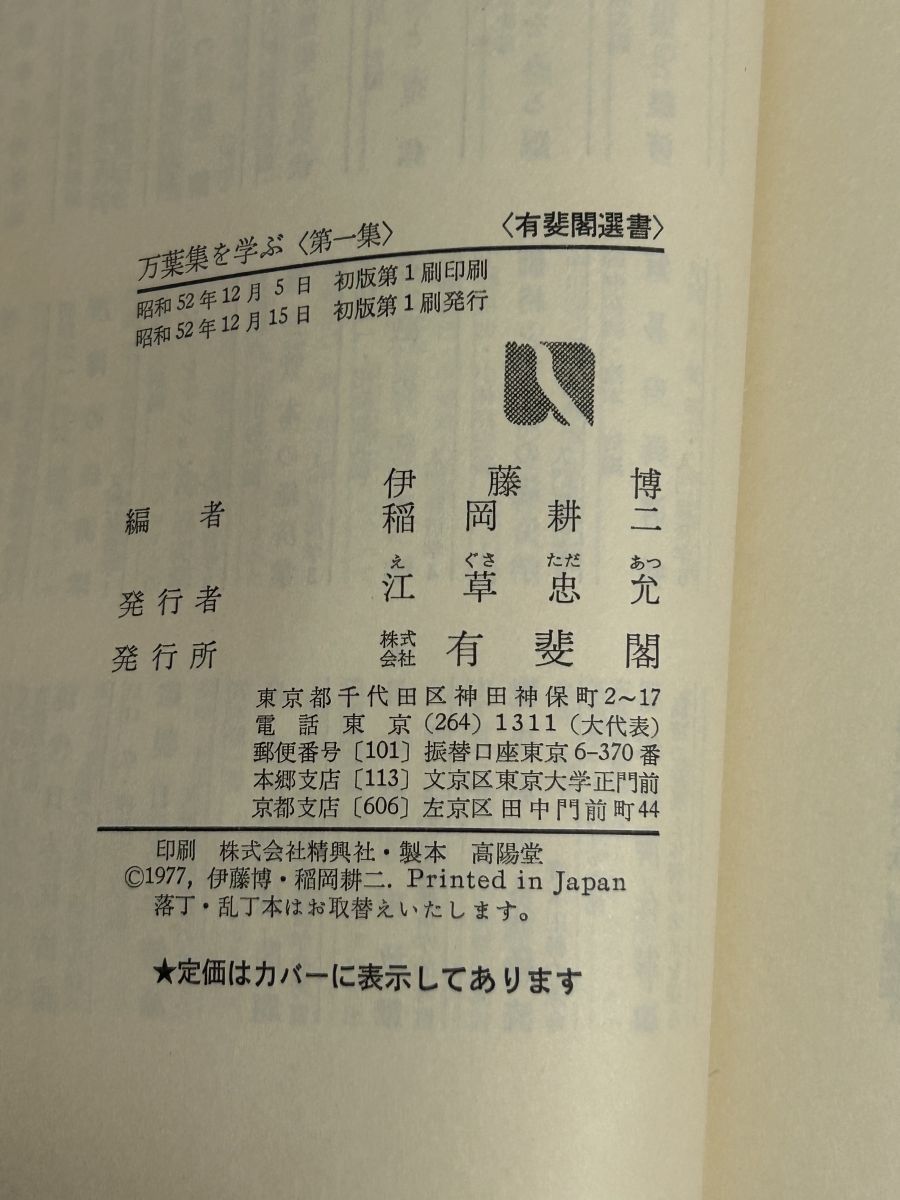 万葉集を学ぶ〈第一集〉 〈有斐閣選書〉
昭和52年12月 5日 初版第1刷印刷
昭和52年12月15日 初版第1刷発行
伊藤博
編者 稲岡耕二
え ぐさ ただ あつ
発行者 江草忠允
発行所 株式会社 有斐閣
東京都千代田区神田神保町2~17
電話東京(264)1311(大代表)
郵便番号〔101〕振替口座東京6-370番
本郷支店〔113〕文京区東京大学正門前
京都支店〔606〕左京区田中門前町44
印刷 株式会社精興社・製本 高陽堂
©1977, 伊藤博・稲岡耕二. Printed in Japan
落丁・乱丁本はお取替えいたします。
★定価はカバーに表示してあります